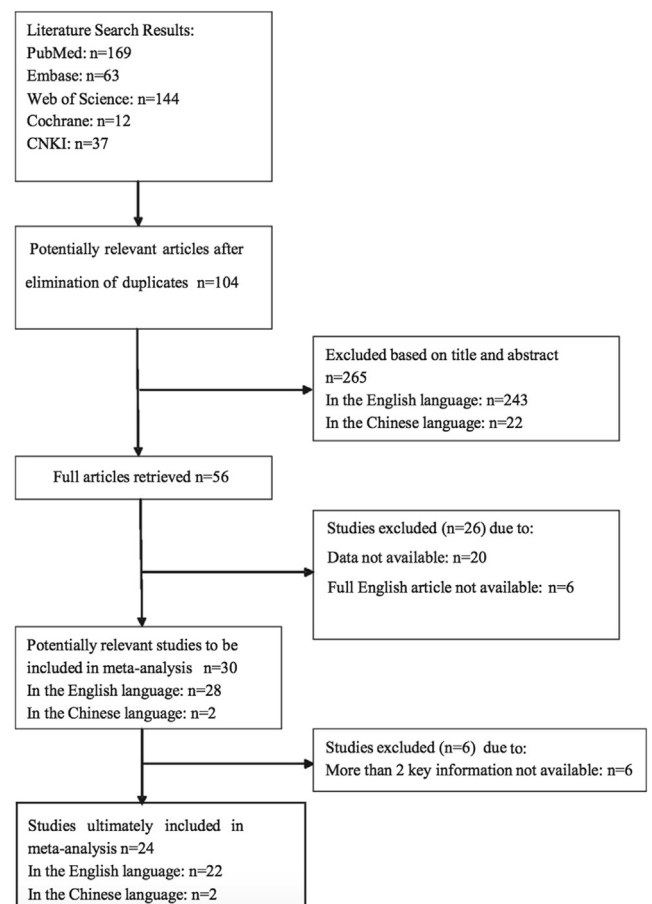 Literature Search Results:
PubMed: n=169
Embase: n=63
Web of Science: n=144
Cochrane: n=12
CNKI: n=37
Potentially relevant articles after
elimination of duplicates n=104
Excluded based on title and abstract
n=265
In the English language: n=243
In the Chinese language: n=22
Full articles retrieved n=56
Studies excluded (n=26) due to:
Data not available: n=20
Full English article not available: n=6
Potentially relevant studies to be
included in meta-analysis n=30
In the English language: n=28
In the Chinese language: n=2
Studies excluded (n=6) due to:
More than 2 key information not available: n=6
Studies ultimately included in
meta-analysis n=24
In the English language: n=22
In the Chinese language: n=2